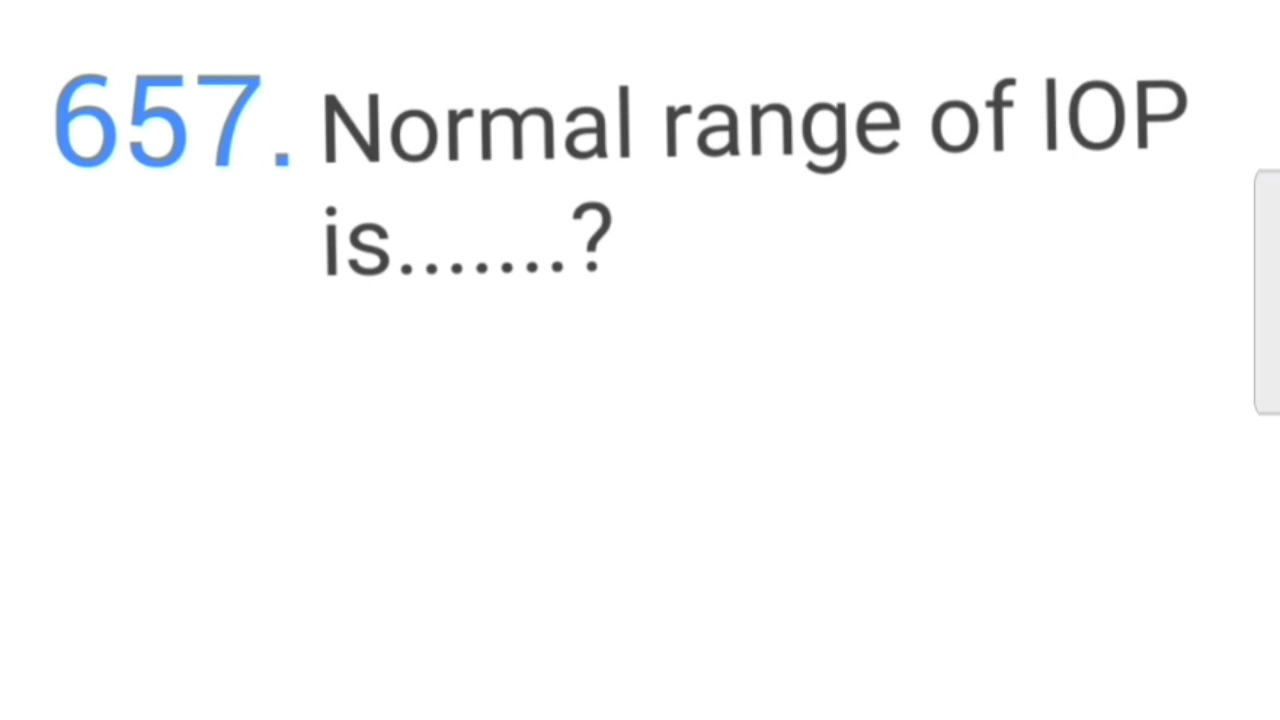 657. Normal range of IOP
is.......?